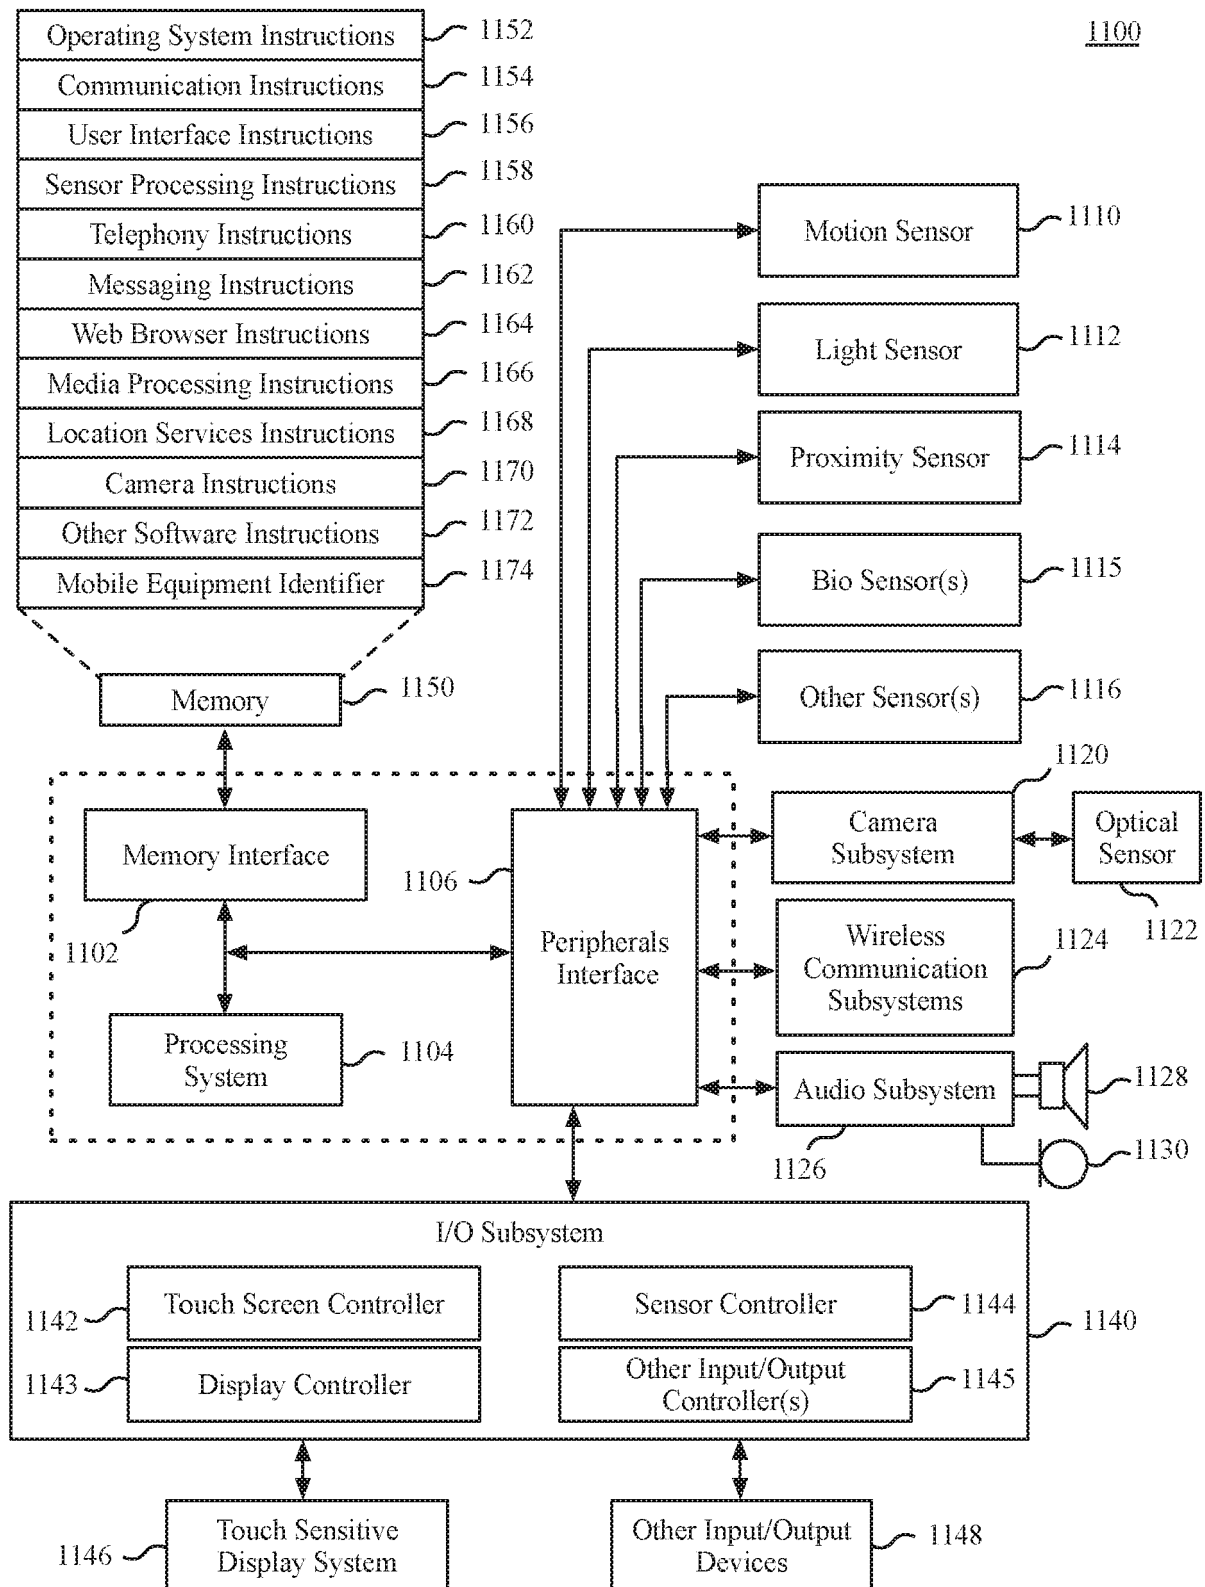 1100
Operating System Instructions 1152
Communication Instructions 1154
User Interface Instructions 1156
Sensor Processing Instructions 1158
Telephony Instructions 1160
Messaging Instructions 1162
Web Browser Instructions 1164
Media Processing Instructions 1166
Location Services Instructions 1168
Camera Instructions 1170
Other Software Instructions 1172
Mobile Equipment Identifier 1174
Memory 1150
Motion Sensor 1110
Light Sensor 1112
Proximity Sensor 1114
Bio Sensor(s) 1115
Other Sensor(s) 1116
Memory Interface
1102
Processing
System
1104
1106
Peripherals
Interface
1120
Camera
Subsystem
Optical
Sensor
1122
Wireless
Communication
Subsystems
1124
Audio Subsystem
1126
1128
1130
I/O Subsystem
1140
1142 Touch Screen Controller
Sensor Controller 1144
1143 Display Controller
Other Input/Output
Controller(s)
1145
1146
Touch Sensitive
Display System
Other Input/Output
Devices
1148